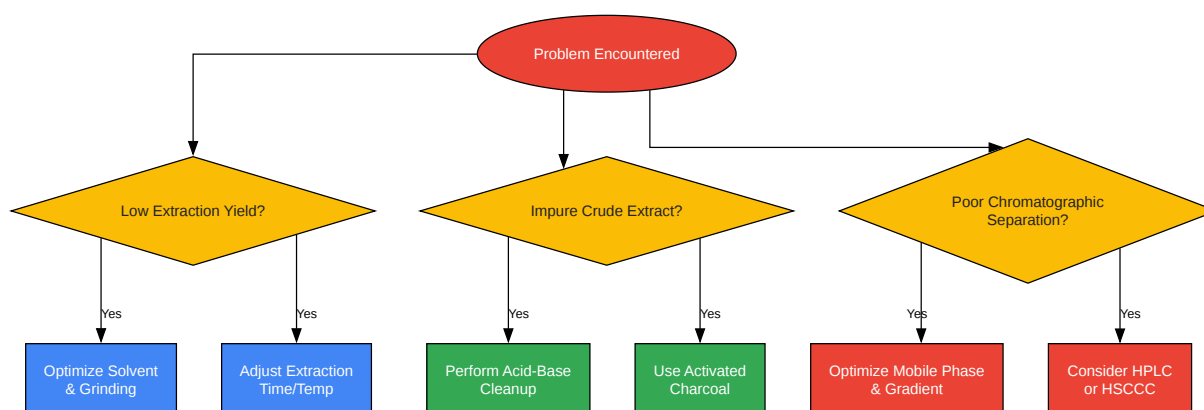 Problem Encountered
Low Extraction Yield?
Impure Crude Extract?
Poor Chromatographic
Separation?
Yes
Yes
Yes
Yes
Yes
Yes
Optimize Solvent
& Grinding
Adjust Extraction
Time/Temp
Perform Acid-Base
Cleanup
Use Activated
Charcoal
Optimize Mobile Phase
& Gradient
Consider HPLC
or HSCCC